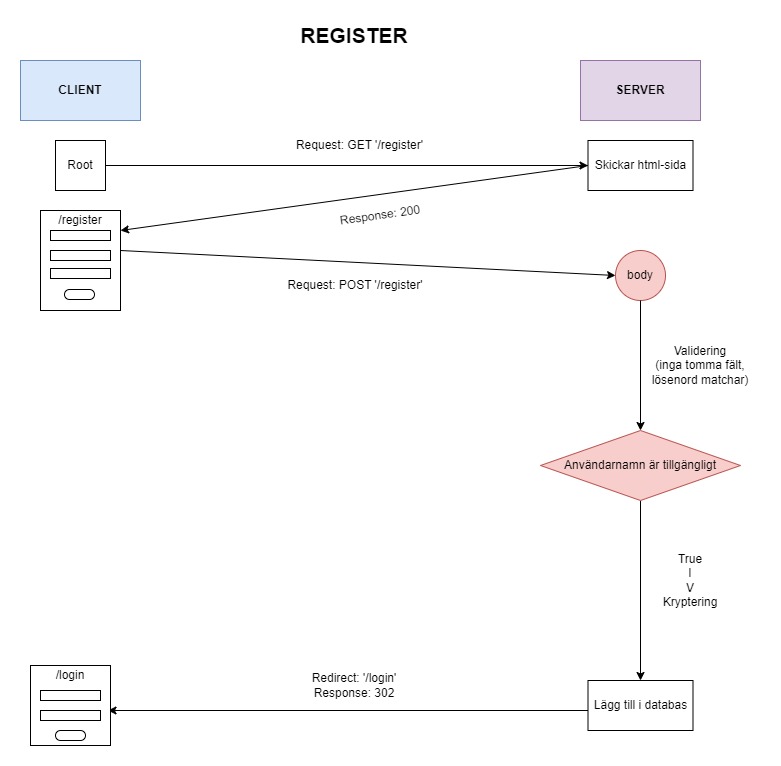 REGISTER
CLIENT
SERVER
Root
Request: GET '/register'
Skickar html-sida
Response: 200
/register
Request: POST '/register'
body
Validering
(inga tomma fält,
lösenord matchar)
Användarnamn är tillgängligt
True
I
V
Kryptering
/login
Redirect: '/login'
Response: 302
Lägg till i databas